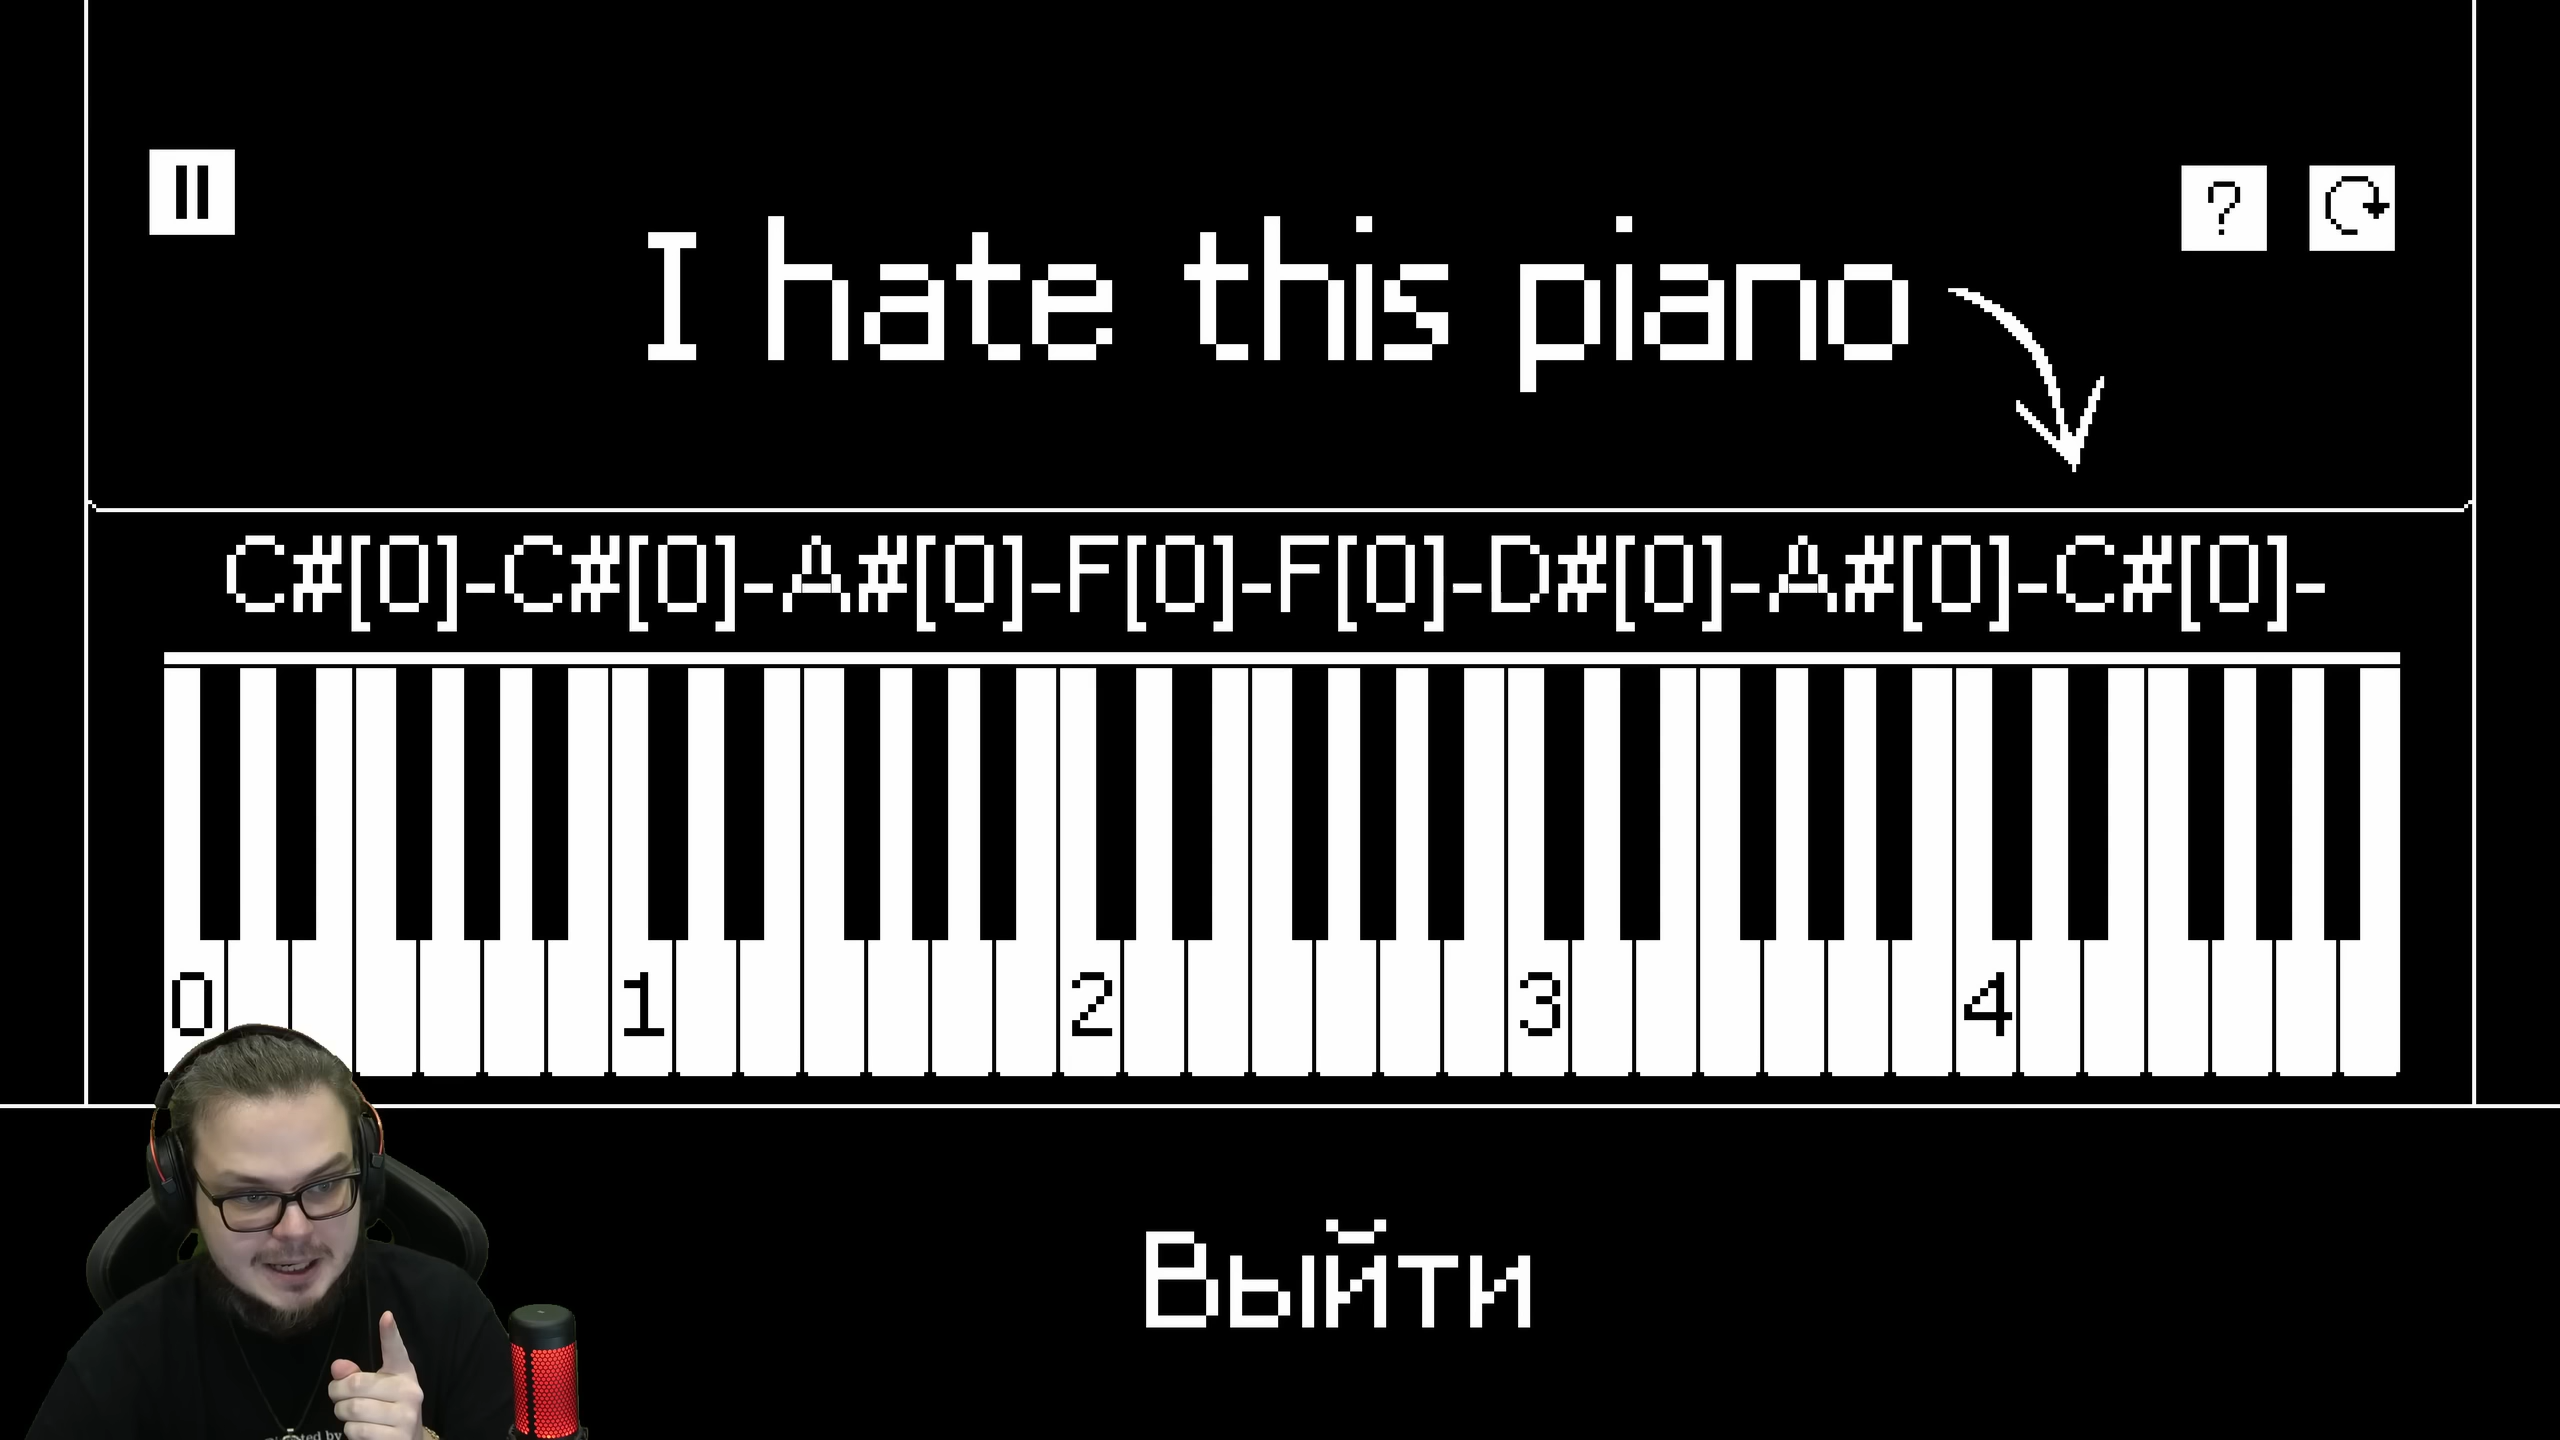 ?
I hate this piano
C#[0]-C#[0]-A#[0]-F[0]-F[0]-D#[0]-A#[0]-C#[0]-
0 1 2 3 4
Выйти